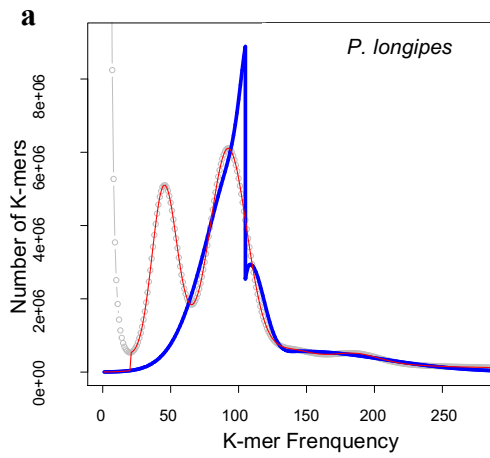 a
P. longipes
Number of K-mers
0e+00 2e+06 4e+06 6e+06 8e+06
0 50 100 150 200 250
K-mer Frenquency